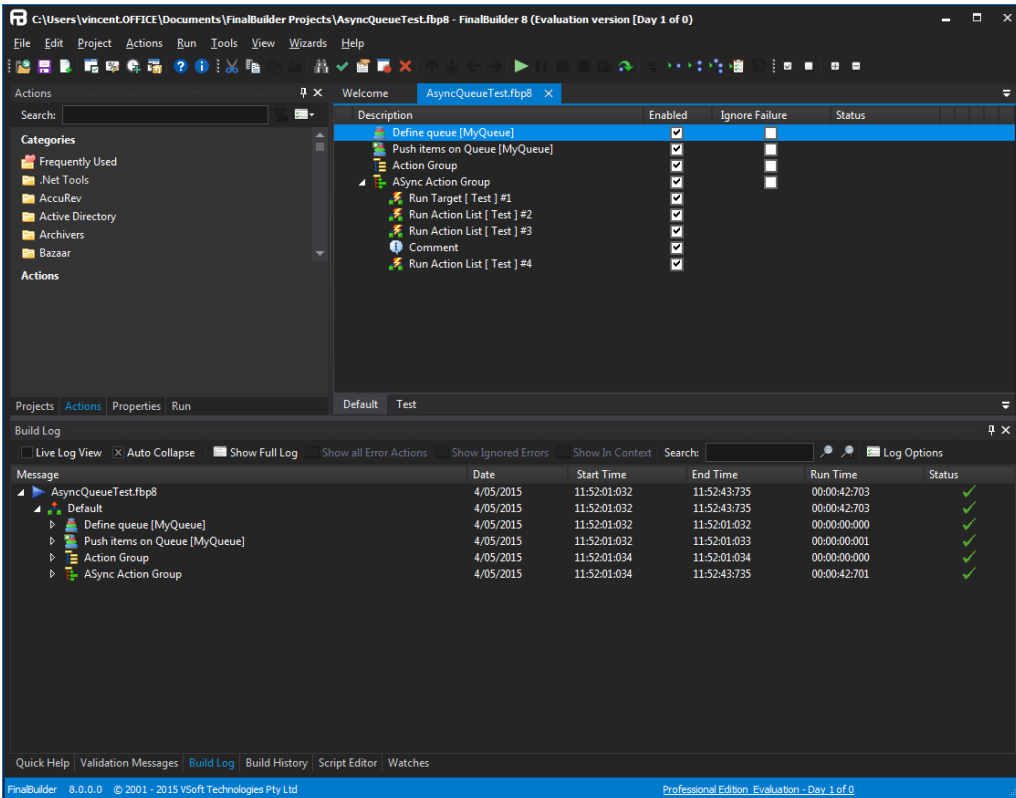 C:\Users\vincent.OFFICE\Documents\FinalBuilder Projects\AsyncQueueTest.fbp8 - FinalBuilder 8 (Evaluation version [Day 1 of 0)
File Edit Project Actions Run Tools View Wizards Help
Actions
Search:
Categories
Frequently Used
.Net Tools
AccuRev
Active Directory
Archivers
Bazaar
Actions
Projects Actions Properties Run
Welcome AsyncQueueTest.fbp8
Description Enabled Ignore Failure Status
Define queue [MyQueue]
Push items on Queue [MyQueue]
Action Group
ASync Action Group
Run Target [ Test ] #1
Run Action List [ Test ] #2
Run Action List [ Test ] #3
Comment
Run Action List [ Test ] #4
Default Test
Build Log
Live Log View Auto Collapse Show Full Log Show all Error Actions Show Ignored Errors Show In Context Search: Log Options
Message Date Start Time End Time Run Time Status
AsyncQueueTest.fbp8 4/05/2015 11:52:01:032 11:52:43:735 00:00:42:703
Default 4/05/2015 11:52:01:032 11:52:43:735 00:00:42:703
Define queue [MyQueue] 4/05/2015 11:52:01:032 11:52:01:032 00:00:00:000
Push items on Queue [MyQueue] 4/05/2015 11:52:01:032 11:52:01:033 00:00:00:001
Action Group 4/05/2015 11:52:01:034 11:52:01:034 00:00:00:000
ASync Action Group 4/05/2015 11:52:01:034 11:52:43:735 00:00:42:701
Quick Help Validation Messages Build Log Build History Script Editor Watches
FinalBuilder 8.0.0.0 © 2001 - 2015 VSoft Technologies Pty Ltd Professional Edition Evaluation - Day 1 of 0